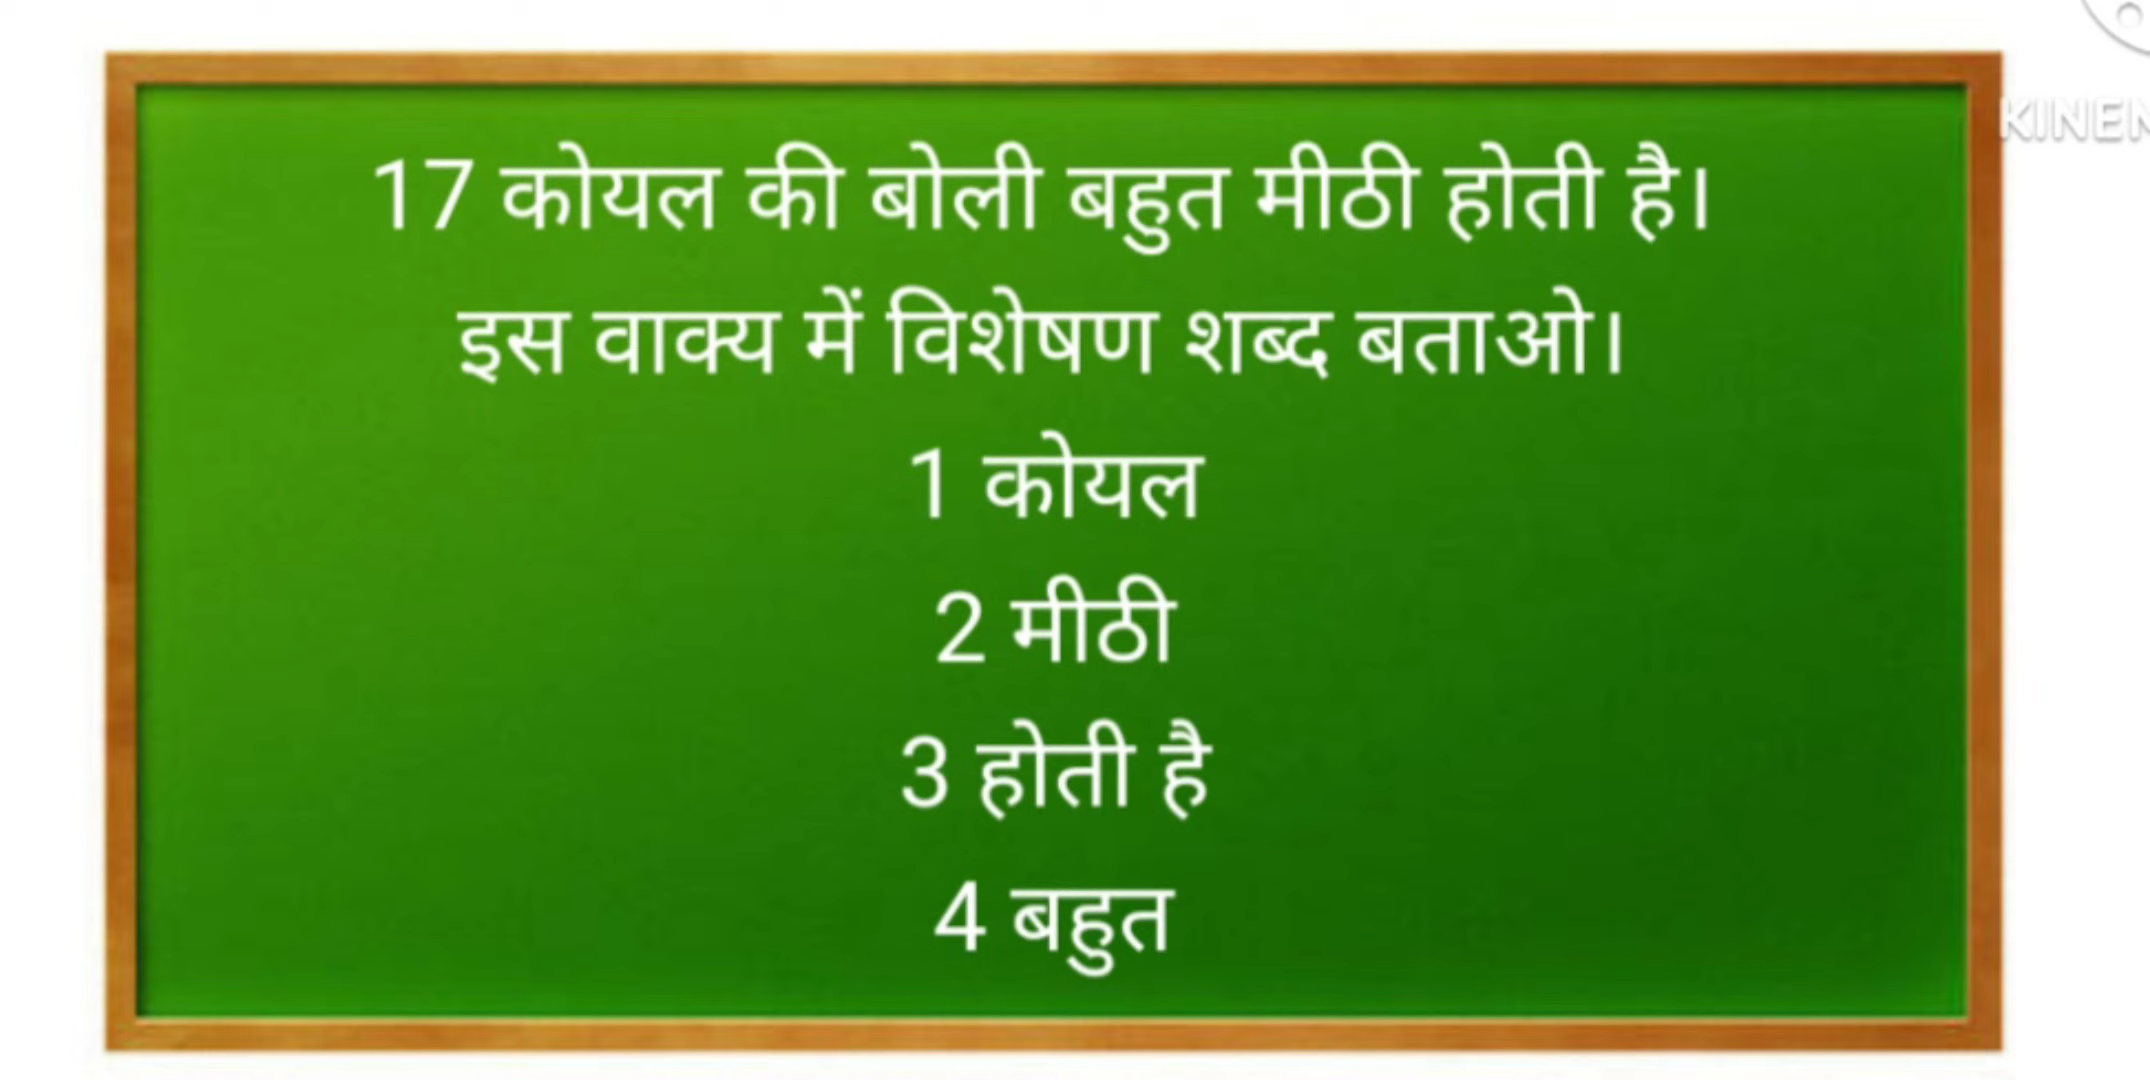 17 कोयल की बोली बहुत मीठी होती है।
इस वाक्य में विशेषण शब्द बताओ।
1 कोयल
2 मीठी
3 होती है
4 बहुत